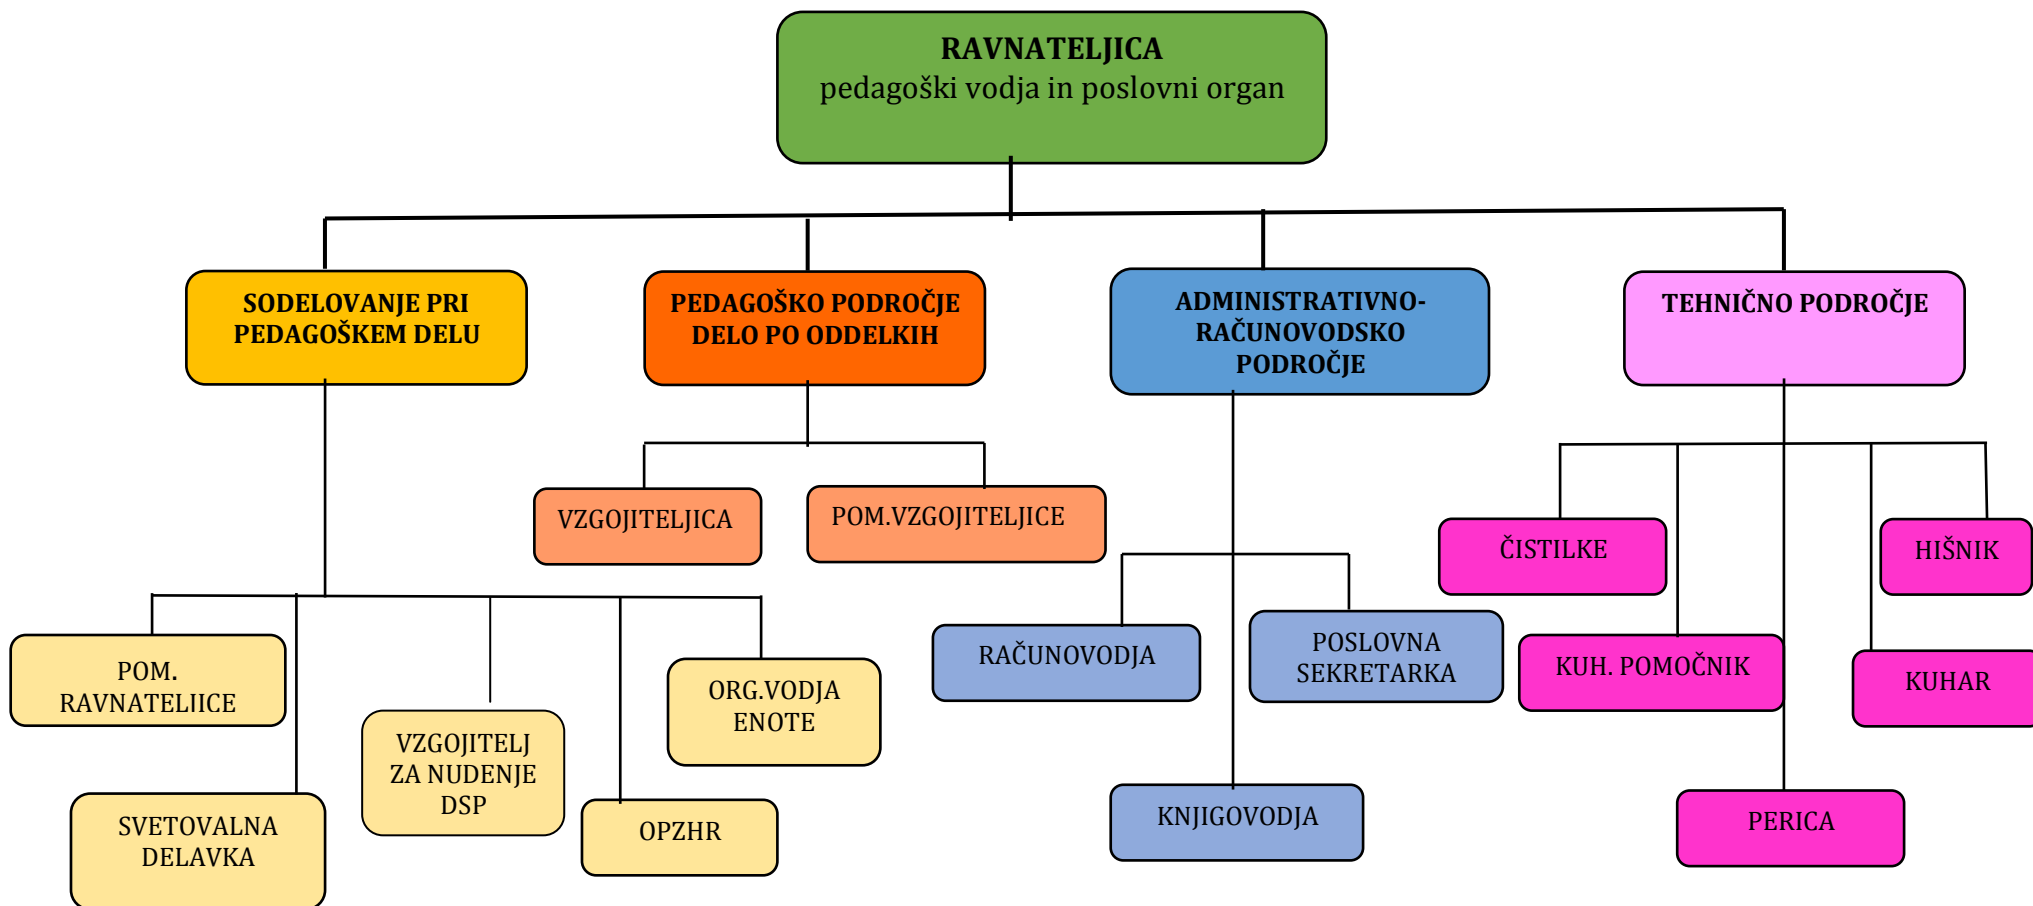 RAVNATELJICA
pedagoški vodja in poslovni organ
SODELOVANJE PRI
PEDAGOŠKEM DELU
PEDAGOŠKO PODROČJE
DELO PO ODDELKIH
ADMINISTRATIVNO-
RAČUNOVODSKO
PODROČJE
TEHNIČNO PODROČJE
VZGOJITELJICA
POM.VZGOJITELJICE
ČISTILKE
HIŠNIK
POM.
RAVNATELJICE
ORG.VODJA
ENOTE
RAČUNOVODJA
POSLOVNA
SEKRETARKA
KUH. POMOČNIK
KUHAR
VZGOJITELJ
ZA NUDENJE
DSP
SVETOVALNA
DELAVKA
OPZHR
KNJIGOVODJA
PERICA